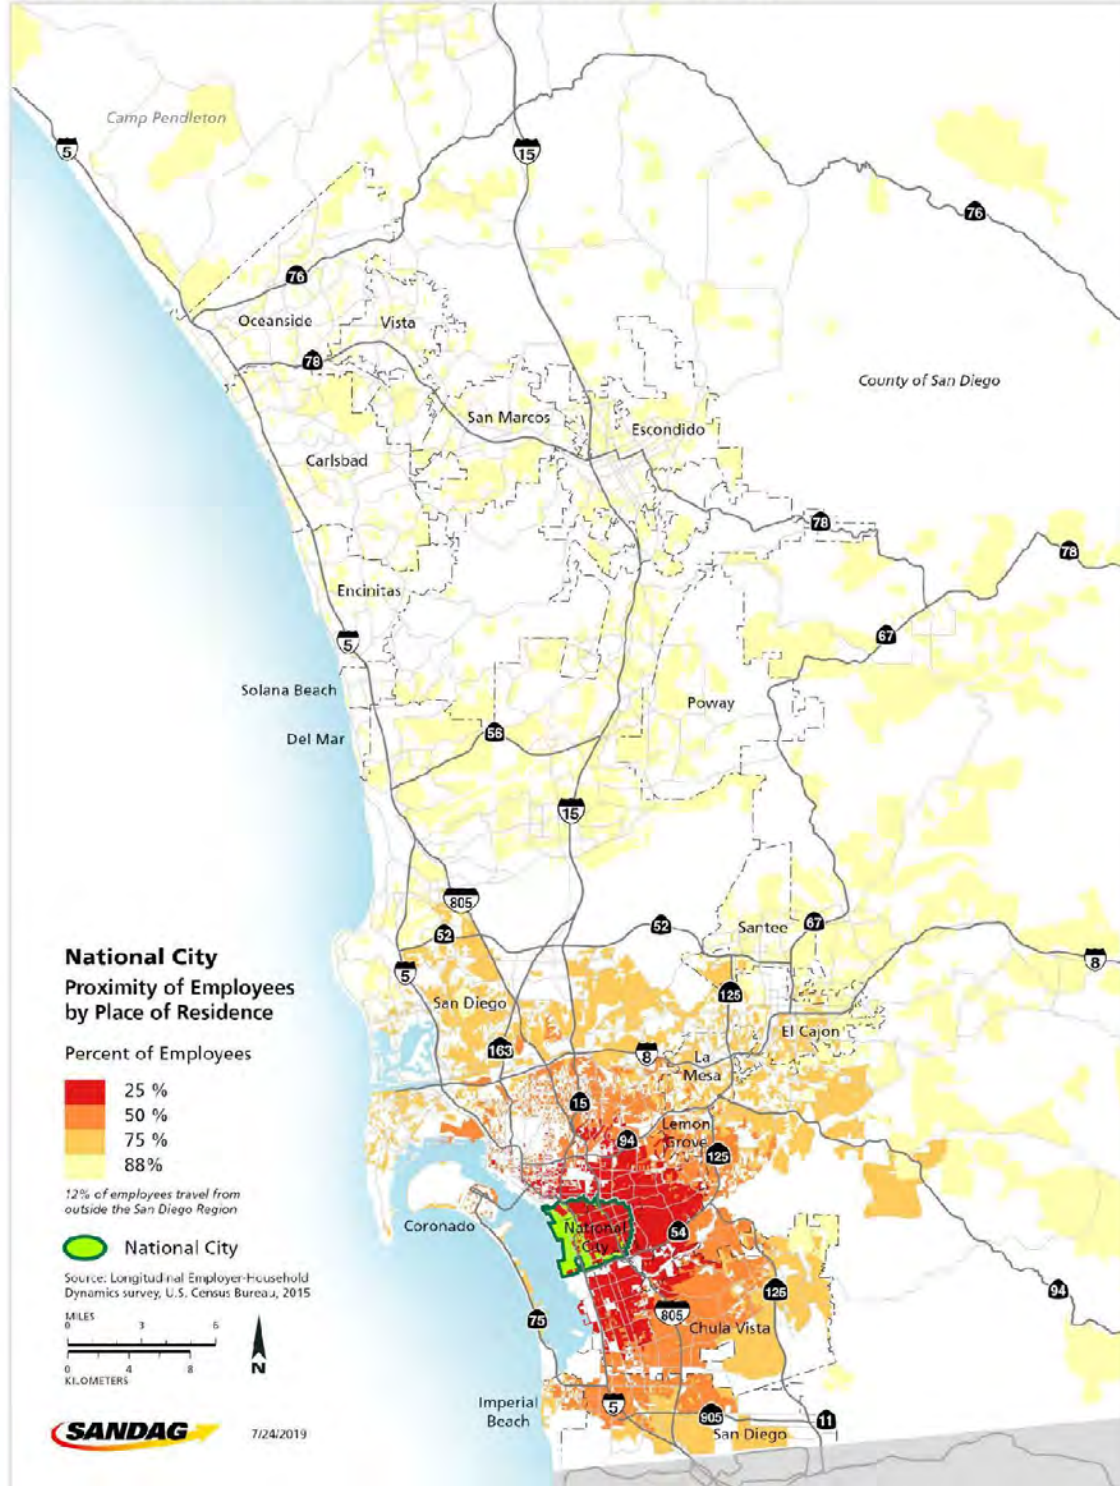 Camp Pendleton
5
15
76
76
Oceanside
Vista
78
County of San Diego
San Marcos
Escondido
Carlsbad
78
78
Encinitas
67
5
Solana Beach
Poway
Del Mar
56
15
805
52
52
Santee
67
8
5
125
San Diego
El Cajon
163
8
La
Mesa
15
94
Lemon
Grove
125
Coronado
National
City
54
125
94
805
75
Chula Vista
Imperial
Beach
5
905
11
San Diego
National City
Proximity of Employees
by Place of Residence
Percent of Employees
25 %
50 %
75 %
88%
12% of employees travel from
outside the San Diego Region
National City
Source: Longitudinal Employer-Household
Dynamics survey, U.S. Census Bureau, 2015
MILES
0 3 6
0 4 8
KILOMETERS
N
SANDAG
7/24/2019